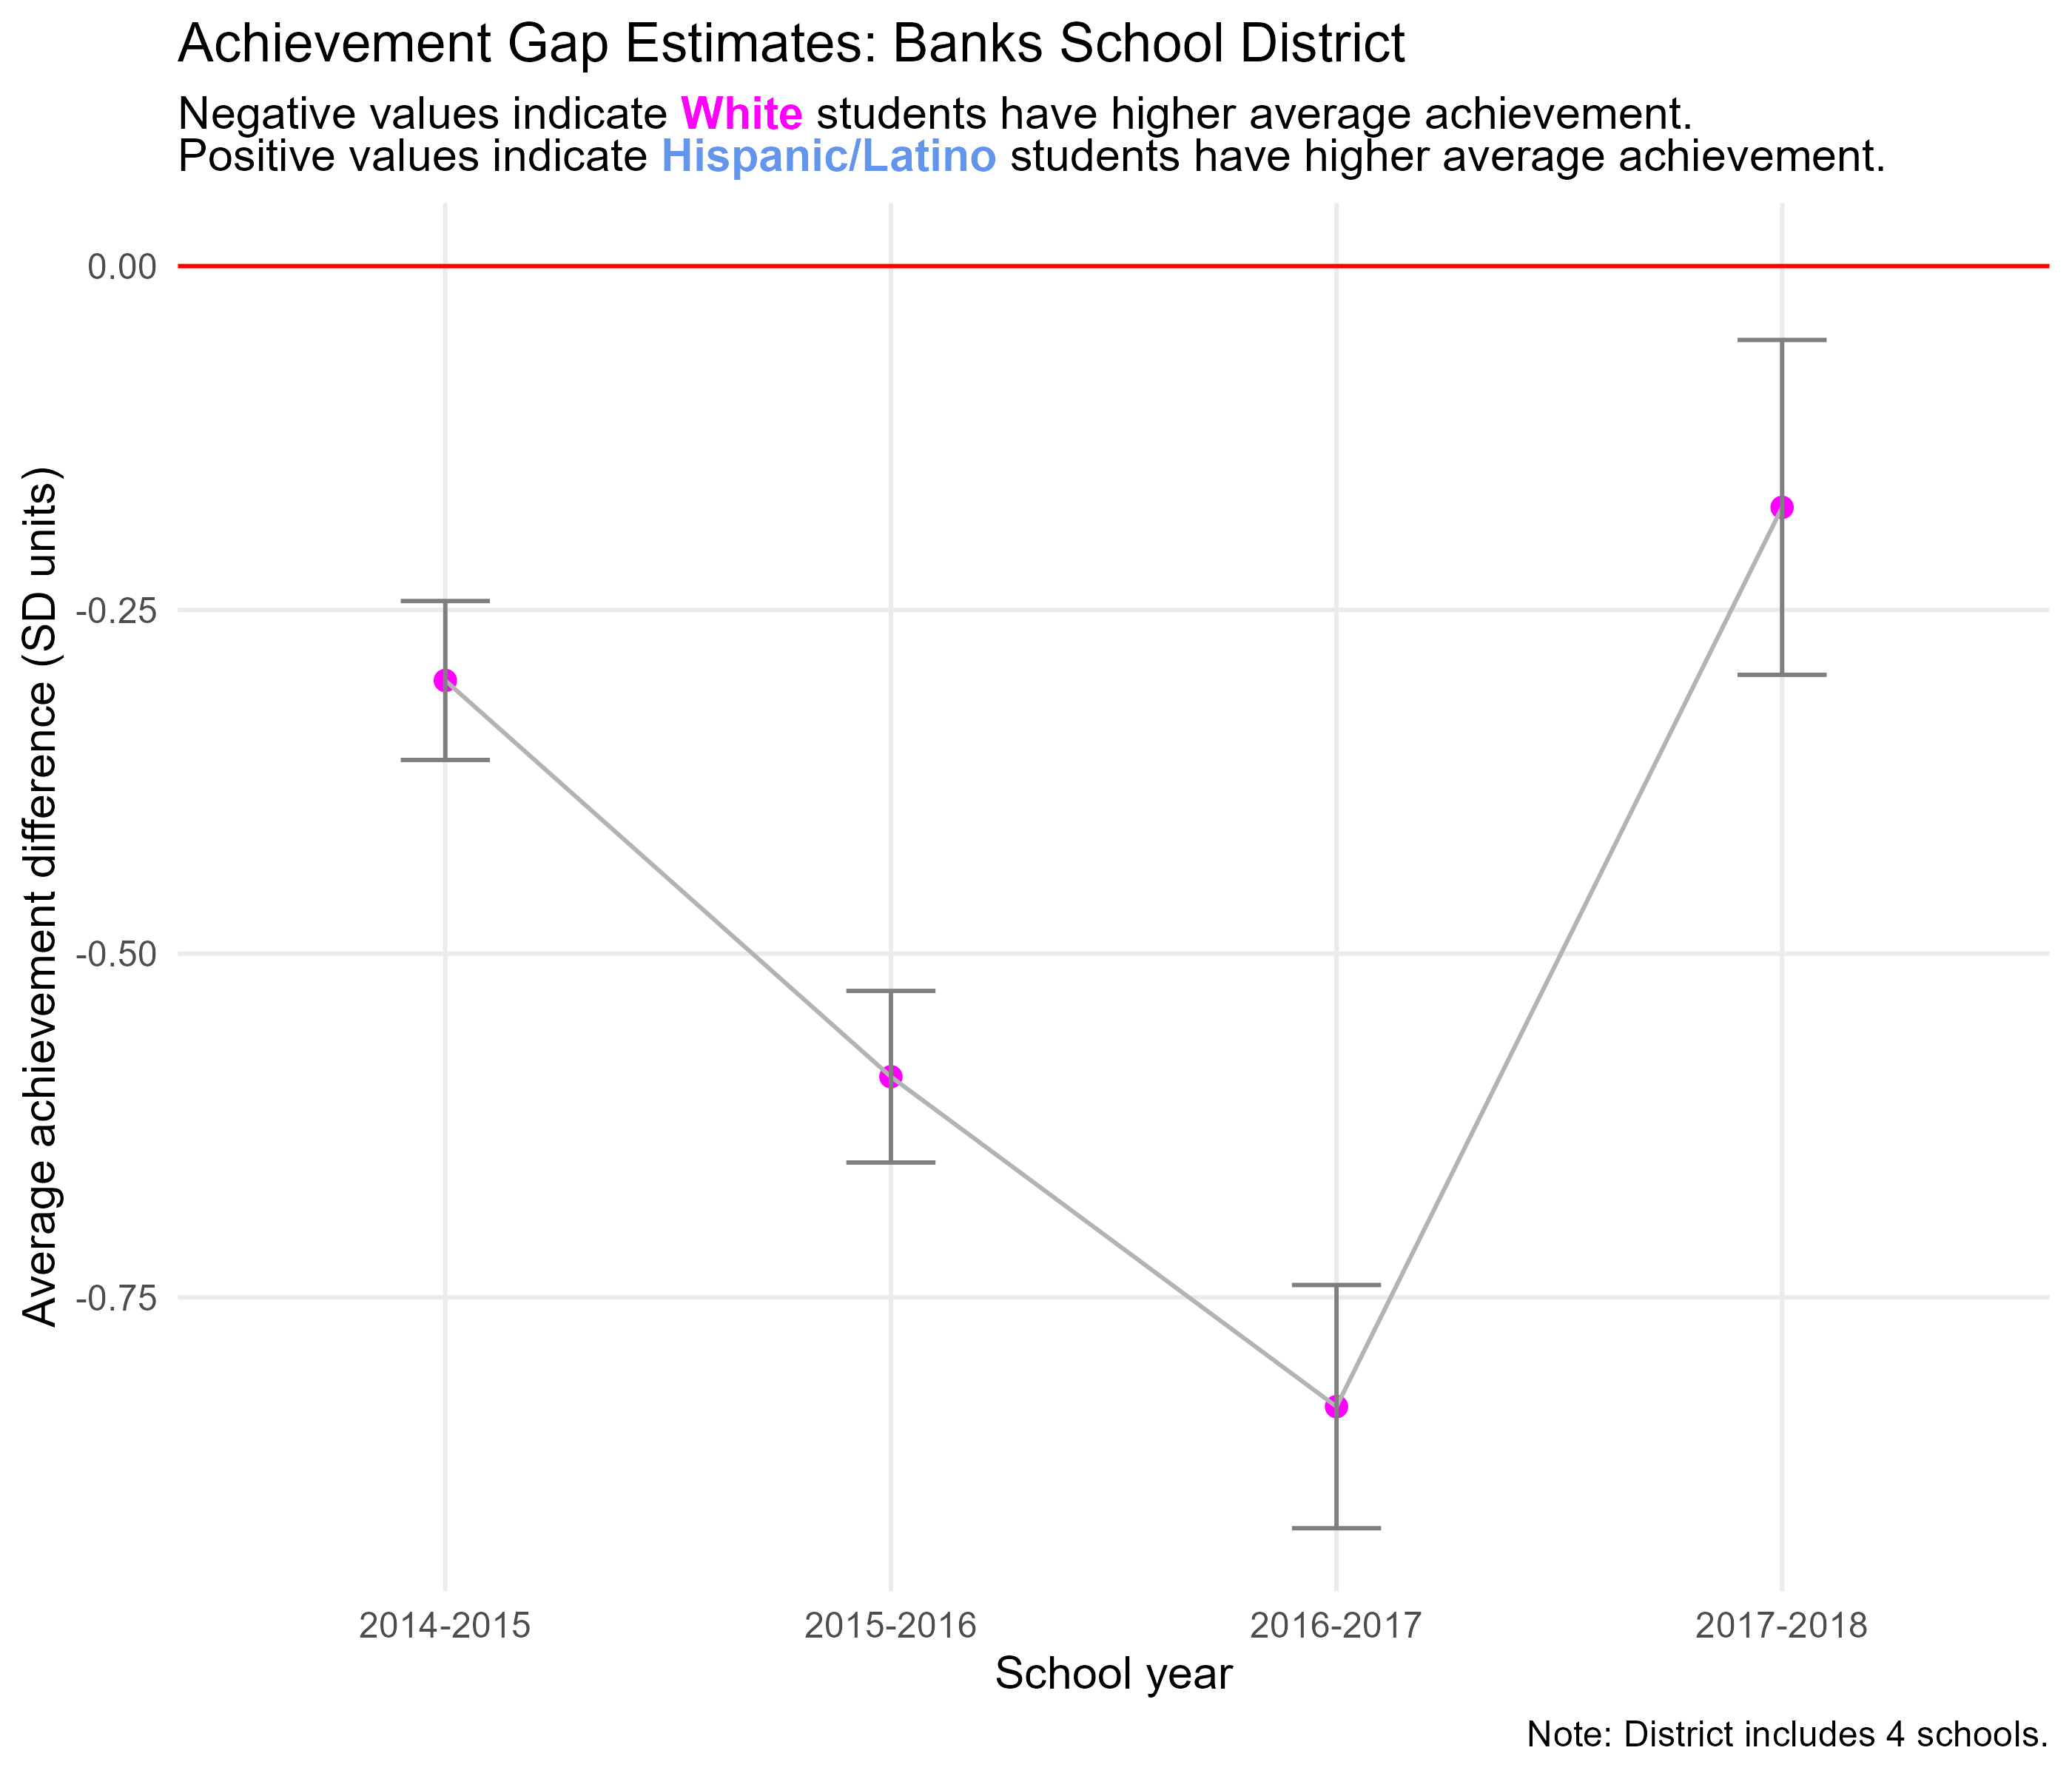 Achievement Gap Estimates: Banks School District
Negative values indicate White students have higher average achievement.
Positive values indicate Hispanic/Latino students have higher average achievement.
Average achievement difference (SD units)
0.00
-0.25
-0.50
-0.75
2014-2015
2015-2016
2016-2017
2017-2018
School year
Note: District includes 4 schools.